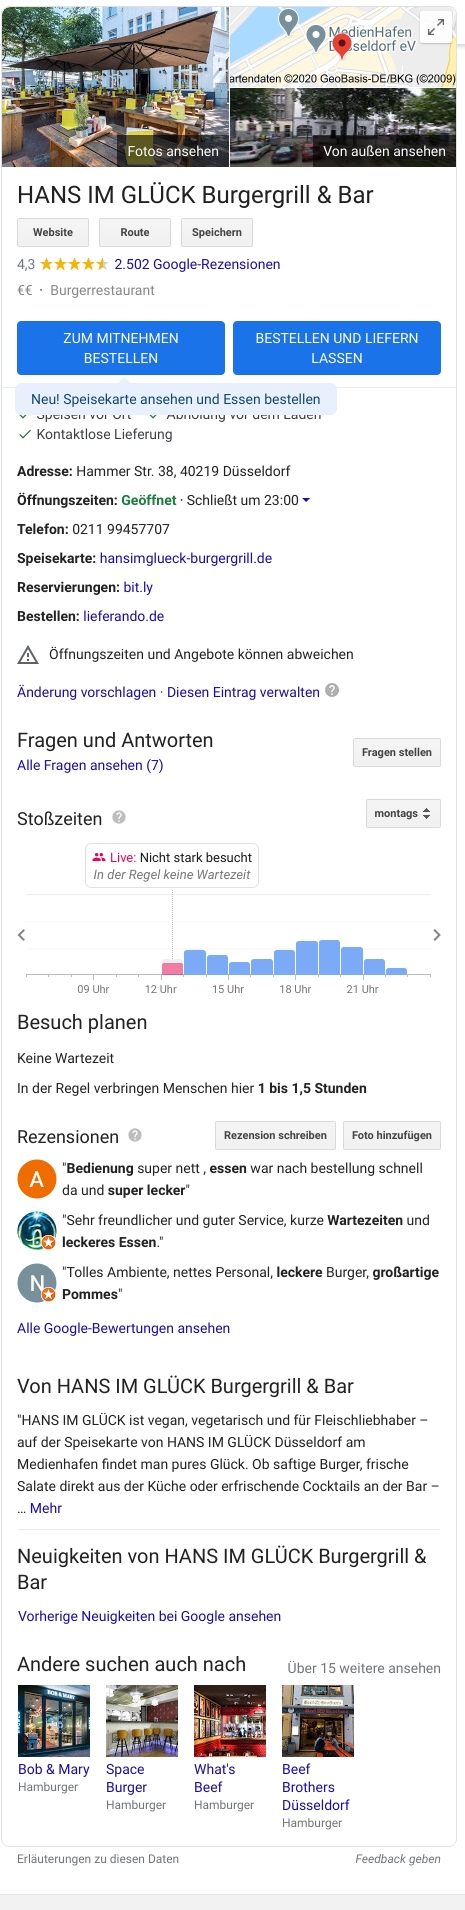 MedienHafen
Düsseldorf eV
artendaten ©2020 GeoBasis-DE/BKG (©2009)
Fotos ansehen
Von außen ansehen
HANS IM GLÜCK Burgergrill & Bar
Website Route Speichern
4,3 2.502 Google-Rezensionen
€€ · Burgerrestaurant
ZUM MITNEHMEN BESTELLEN
BESTELLEN UND LIEFERN LASSEN
Neu! Speisekarte ansehen und Essen bestellen
Speisen vor Ort Abholung vor dem Laden
Kontaktlose Lieferung
Adresse: Hammer Str. 38, 40219 Düsseldorf
Öffnungszeiten: Geöffnet · Schließt um 23:00
Telefon: 0211 99457707
Speisekarte: hansimglueck-burgergrill.de
Reservierungen: bit.ly
Bestellen: lieferando.de
Öffnungszeiten und Angebote können abweichen
Änderung vorschlagen · Diesen Eintrag verwalten ?
Fragen und Antworten
Fragen stellen
Alle Fragen ansehen (7)
Stoßzeiten ? montags
Live: Nicht stark besucht
In der Regel keine Wartezeit
09 Uhr 12 Uhr 15 Uhr 18 Uhr 21 Uhr
Besuch planen
Keine Wartezeit
In der Regel verbringen Menschen hier 1 bis 1,5 Stunden
Rezensionen ? Rezension schreiben Foto hinzufügen
A "Bedienung super nett , essen war nach bestellung schnell
da und super lecker"
"Sehr freundlicher und guter Service, kurze Wartezeiten und
leckeres Essen."
N "Tolles Ambiente, nettes Personal, leckere Burger, großartige
Pommes"
Alle Google-Bewertungen ansehen
Von HANS IM GLÜCK Burgergrill & Bar
"HANS IM GLÜCK ist vegan, vegetarisch und für Fleischliebhaber –
auf der Speisekarte von HANS IM GLÜCK Düsseldorf am
Medienhafen findet man pures Glück. Ob saftige Burger, frische
Salate direkt aus der Küche oder erfrischende Cocktails an der Bar –
… Mehr
Neuigkeiten von HANS IM GLÜCK Burgergrill &
Bar
Vorherige Neuigkeiten bei Google ansehen
Andere suchen auch nach
Über 15 weitere ansehen
BOB & MARY
Bob & Mary
Hamburger
Space
Burger
Hamburger
What's
Beef
Hamburger
Beef
Brothers
Düsseldorf
Hamburger
Erläuterungen zu diesen Daten
Feedback geben